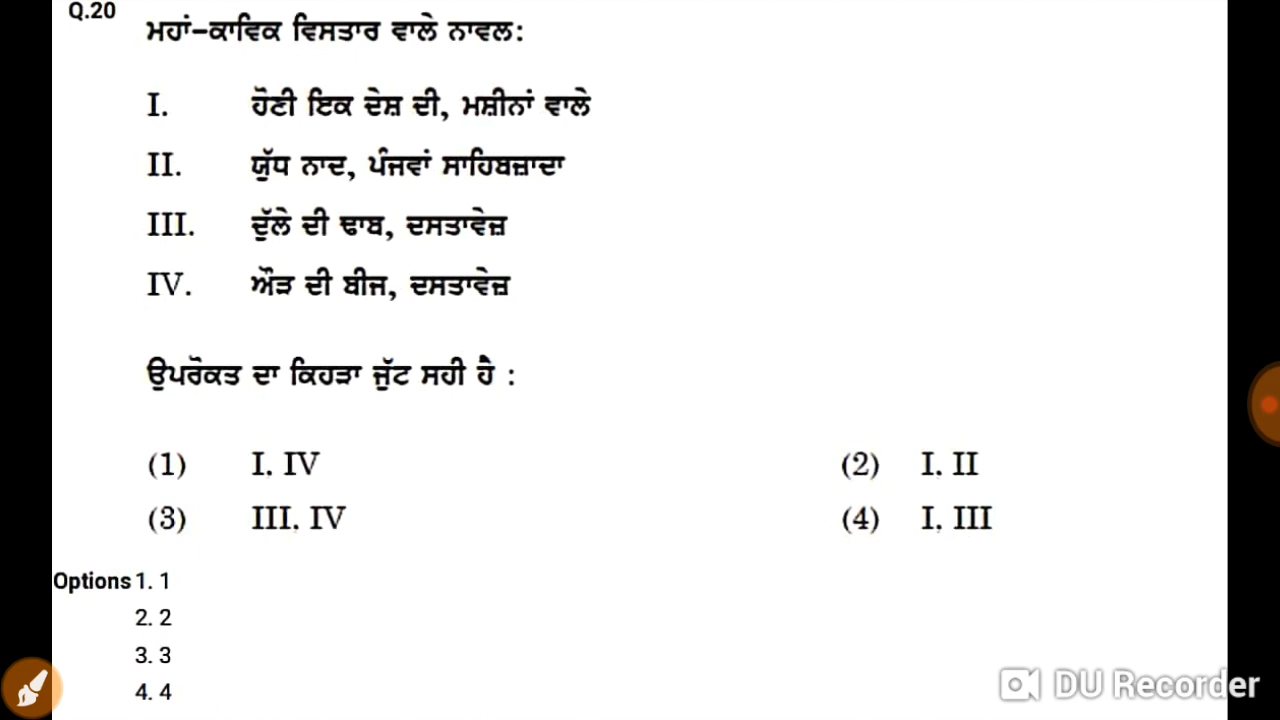 Q.20
ਮਹਾਂ-ਕਾਵਿਕ ਵਿਸਤਾਰ ਵਾਲੇ ਨਾਵਲ:
I. ਹੋਣੀ ਇਕ ਦੇਸ਼ ਦੀ, ਮਸ਼ੀਨਾਂ ਵਾਲੇ
II. ਯੁੱਧ ਨਾਦ, ਪੰਜਵਾਂ ਸਾਹਿਬਜ਼ਾਦਾ
III. ਦੁੱਲੇ ਦੀ ਢਾਬ, ਦਸਤਾਵੇਜ਼
IV. ਔੜ ਦੀ ਬੀਜ, ਦਸਤਾਵੇਜ਼
ਉਪਰੋਕਤ ਦਾ ਕਿਹੜਾ ਜੁੱਟ ਸਹੀ ਹੈ :
(1) I, IV (2) I, II
(3) III, IV (4) I, III
Options 1. 1
2. 2
3. 3
4. 4
DU Recorder